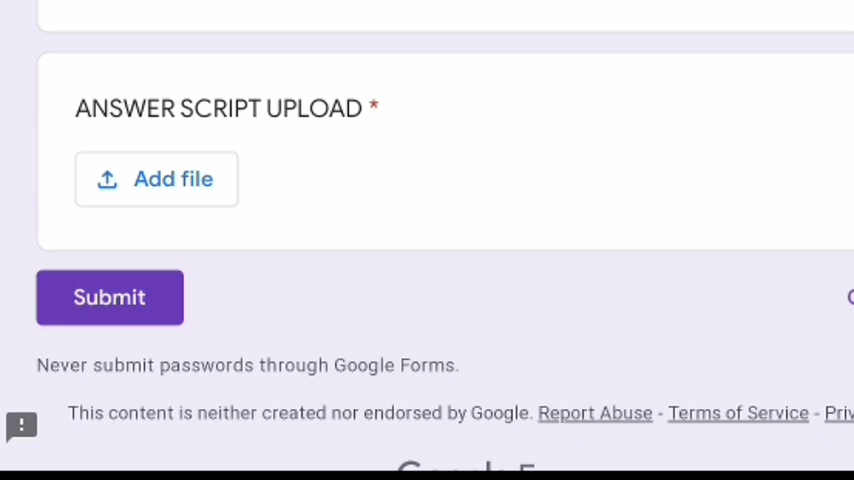 ANSWER SCRIPT UPLOAD *
Add file
Submit
Never submit passwords through Google Forms.
This content is neither created nor endorsed by Google. Report Abuse - Terms of Service -